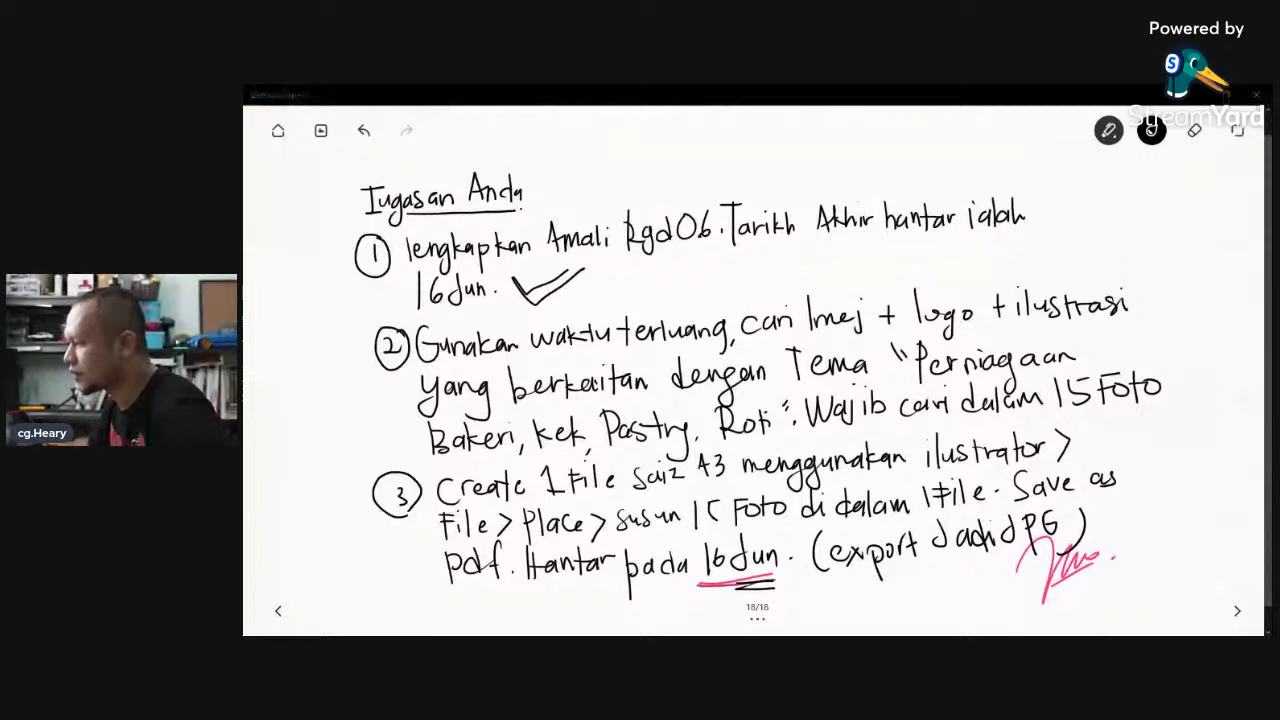 Powered by
StreamYard
Tugasan Anda
① lengkapkan Amali Rgd06. Tarikh Akhir hantar ialah
16 Jun.
② Gunakan waktu terluang, cari Imej + logo + ilustrasi
yang berkaitan dengan Tema "Perniagaan
Bakeri, kek, Pastry, Roti". Wajib cari dalam 15 Foto
③ Create 1 File saiz A3 menggunakan ilustrator >
File > Place > susun 15 Foto di dalam 1 File. Save as
pdf. Hantar pada 16 Jun. (export Jadi JPG)
18/18
cg.Heary